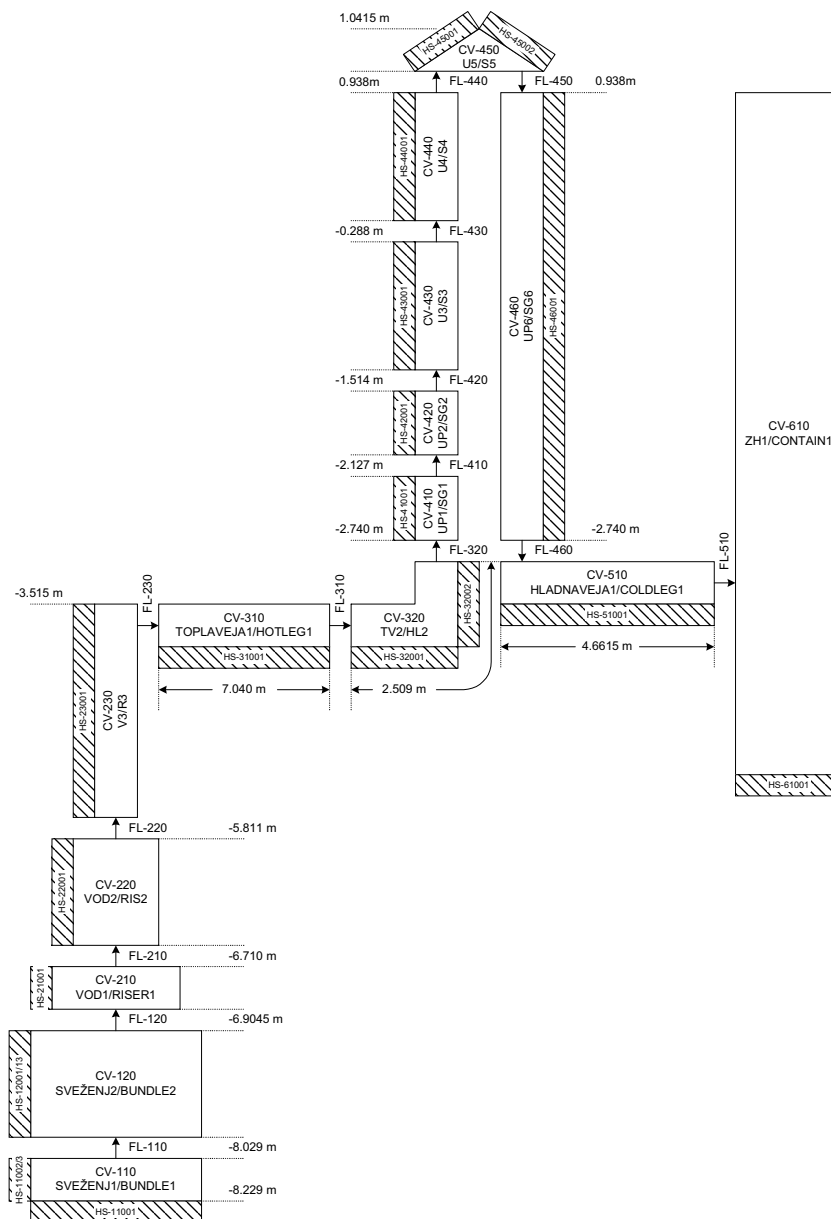 1.0415 m
HS-45001
HS-45002
CV-450
U5/S5
0.938m
FL-440
FL-450
0.938m
HS-44001
CV-440
U4/S4
-0.288 m
FL-430
HS-43001
CV-430
U3/S3
HS-46001
CV-460
UP6/SG6
-1.514 m
FL-420
HS-42001
CV-420
UP2/SG2
CV-610
ZH1/CONTAIN1
-2.127 m
FL-410
HS-41001
CV-410
UP1/SG1
-2.740 m
-2.740 m
FL-320
FL-460
FL-510
-3.515 m
FL-230
FL-310
CV-510
HLADNAVEJA1/COLDLEG1
HS-51001
CV-310
TOPLAVEJA1/HOTLEG1
HS-31001
CV-320
TV2/HL2
HS-32002
HS-32001
4.6615 m
7.040 m
2.509 m
HS-23001
CV-230
V3/R3
HS-61001
FL-220
-5.811 m
HS-22001
CV-220
VOD2/RIS2
FL-210
-6.710 m
HS-21001
CV-210
VOD1/RISER1
FL-120
-6.9045 m
HS-12001/13
CV-120
SVEŽENJ2/BUNDLE2
FL-110
-8.029 m
HS-11002/3
CV-110
SVEŽENJ1/BUNDLE1
-8.229 m
HS-11001